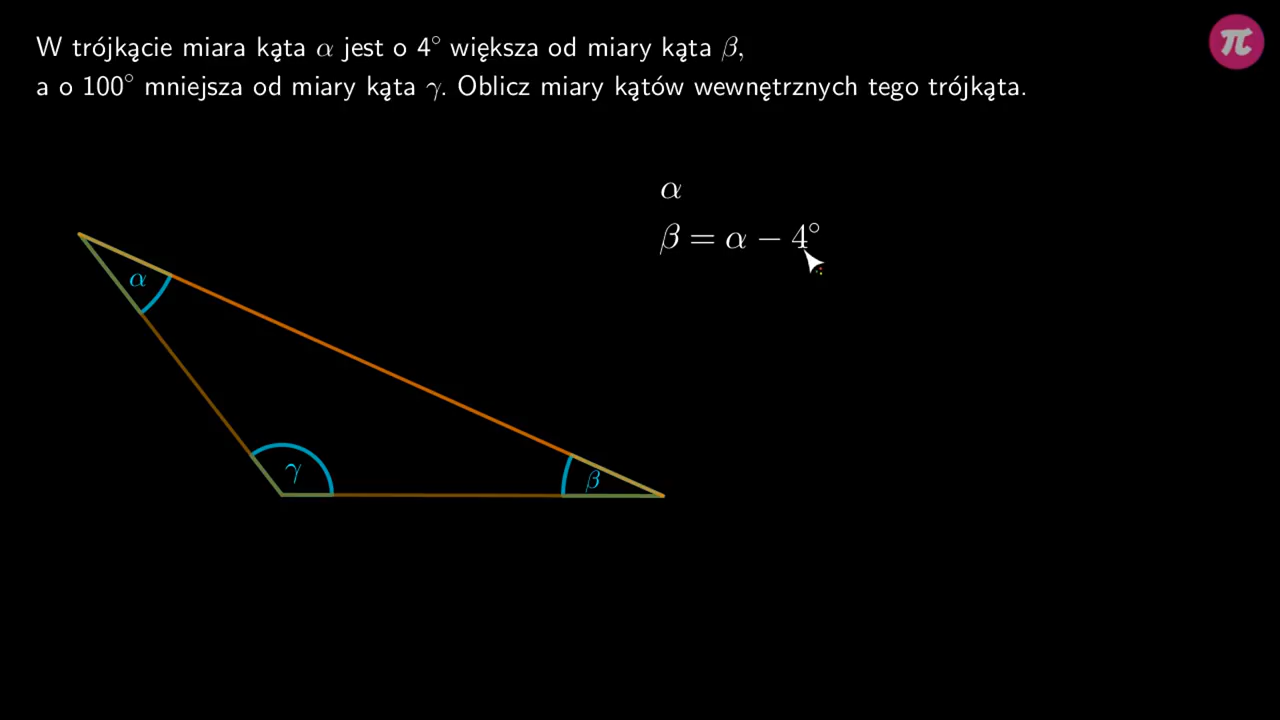 W trójkącie miara kąta α jest o 4° większa od miary kąta β,
a o 100° mniejsza od miary kąta γ. Oblicz miary kątów wewnętrznych tego trójkąta.
π
α
β = α − 4°
α
γ
β